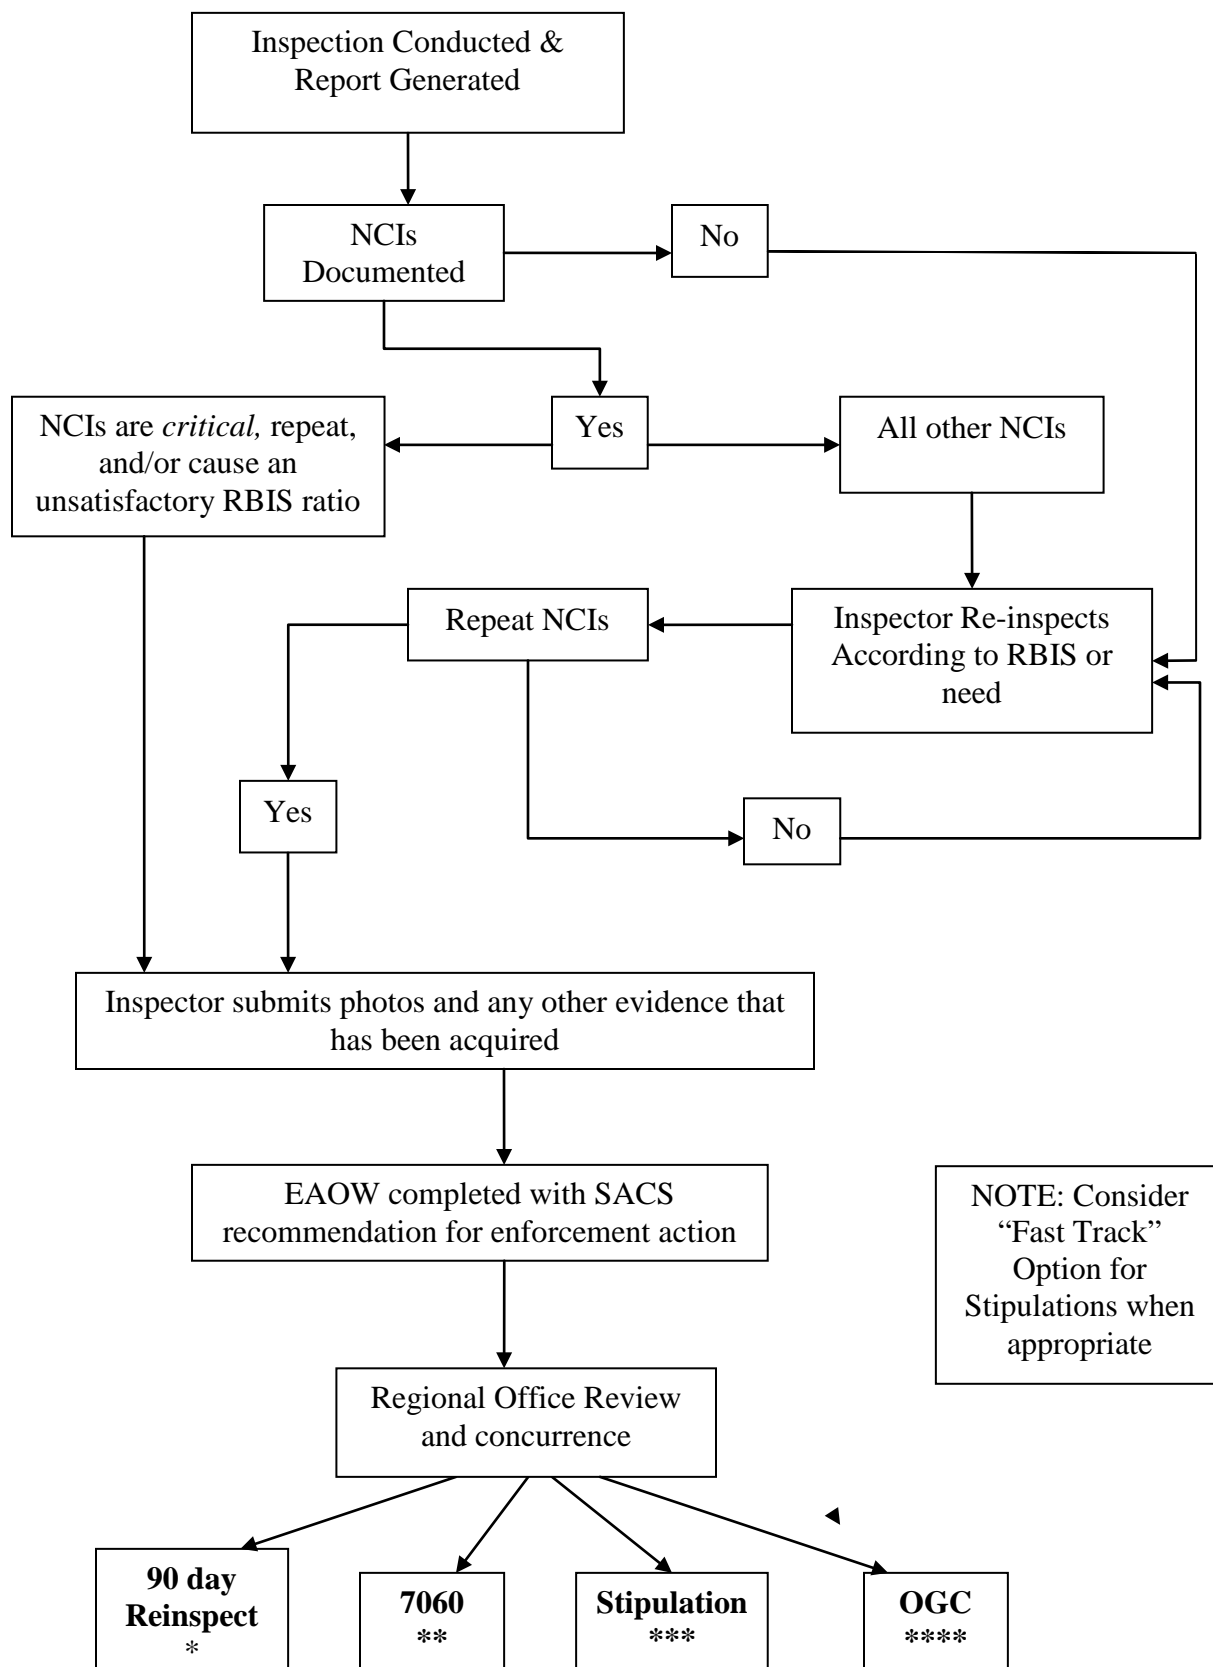 Inspection Conducted &
Report Generated
NCIs
Documented
No
NCIs are critical, repeat,
and/or cause an
unsatisfactory RBIS ratio
Yes
All other NCIs
Repeat NCIs
Inspector Re-inspects
According to RBIS or
need
Yes
No
Inspector submits photos and any other evidence that
has been acquired
EAOW completed with SACS
recommendation for enforcement action
NOTE: Consider
“Fast Track”
Option for
Stipulations when
appropriate
Regional Office Review
and concurrence
90 day
Reinspect
*
7060
**
Stipulation
***
OGC
****